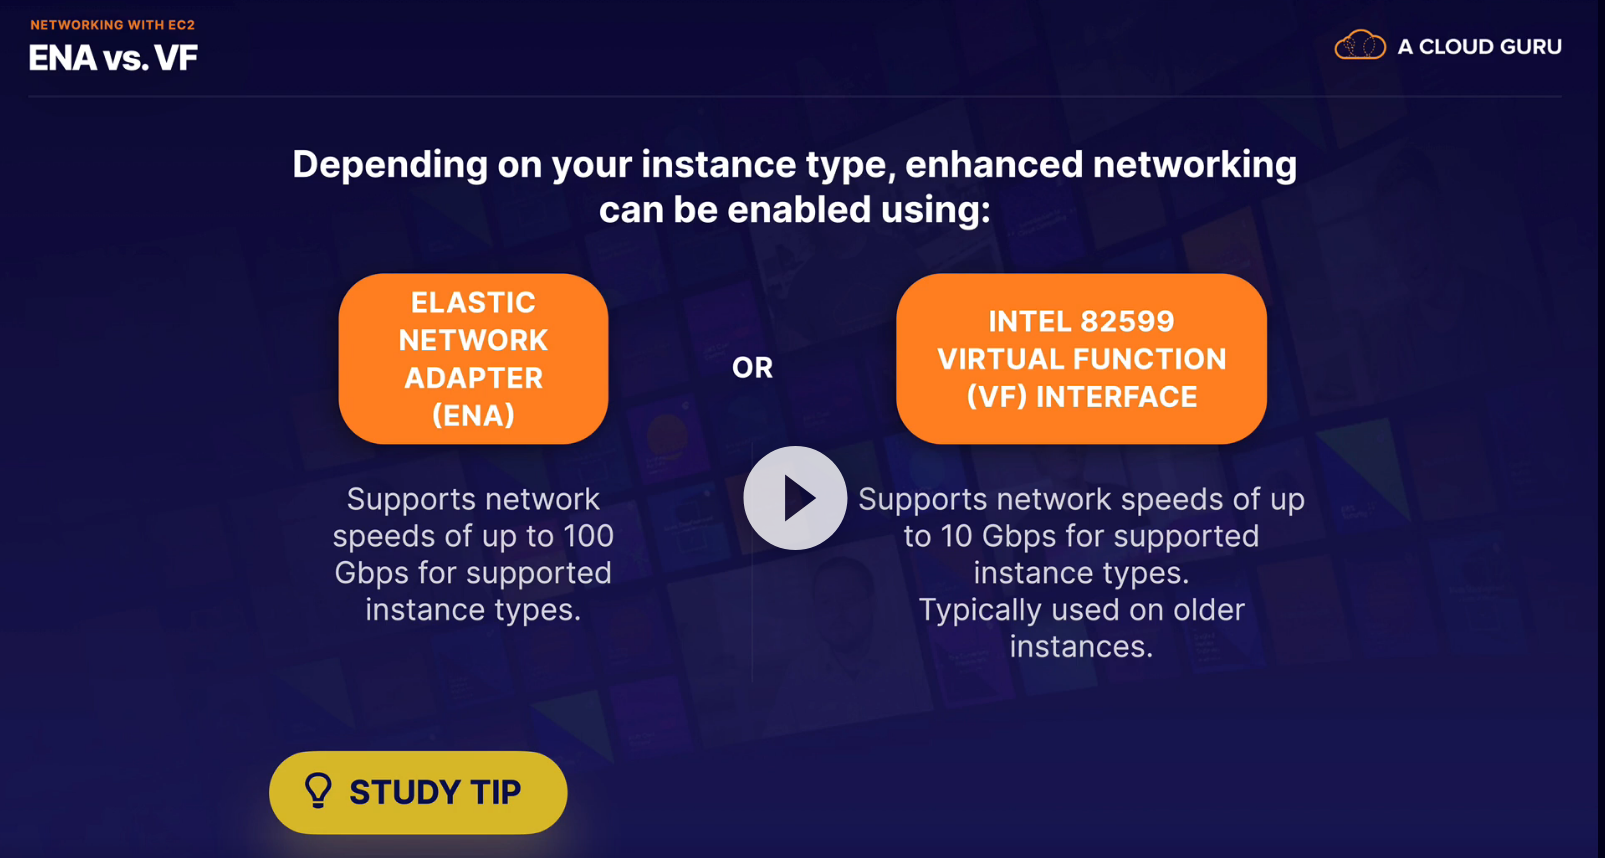 NETWORKING WITH EC2
ENA vs. VF
A CLOUD GURU
Depending on your instance type, enhanced networking
can be enabled using:
ELASTIC
NETWORK
ADAPTER
(ENA)
OR
INTEL 82599
VIRTUAL FUNCTION
(VF) INTERFACE
Supports network
speeds of up to 100
Gbps for supported
instance types.
Supports network speeds of up
to 10 Gbps for supported
instance types.
Typically used on older
instances.
STUDY TIP